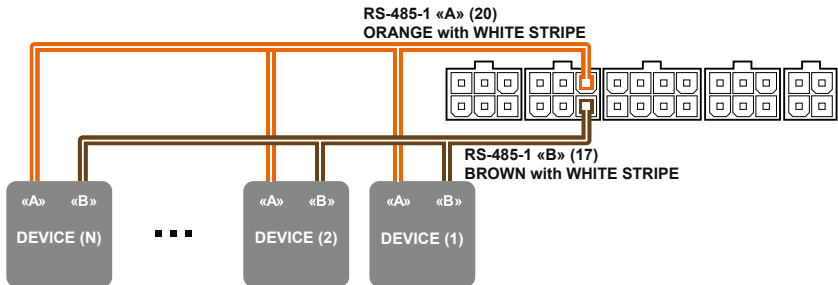 RS-485-1 «A» (20)
ORANGE with WHITE STRIPE
RS-485-1 «B» (17)
BROWN with WHITE STRIPE
«A» «B» «A» «B» «A» «B»
DEVICE (N) ... DEVICE (2) DEVICE (1)